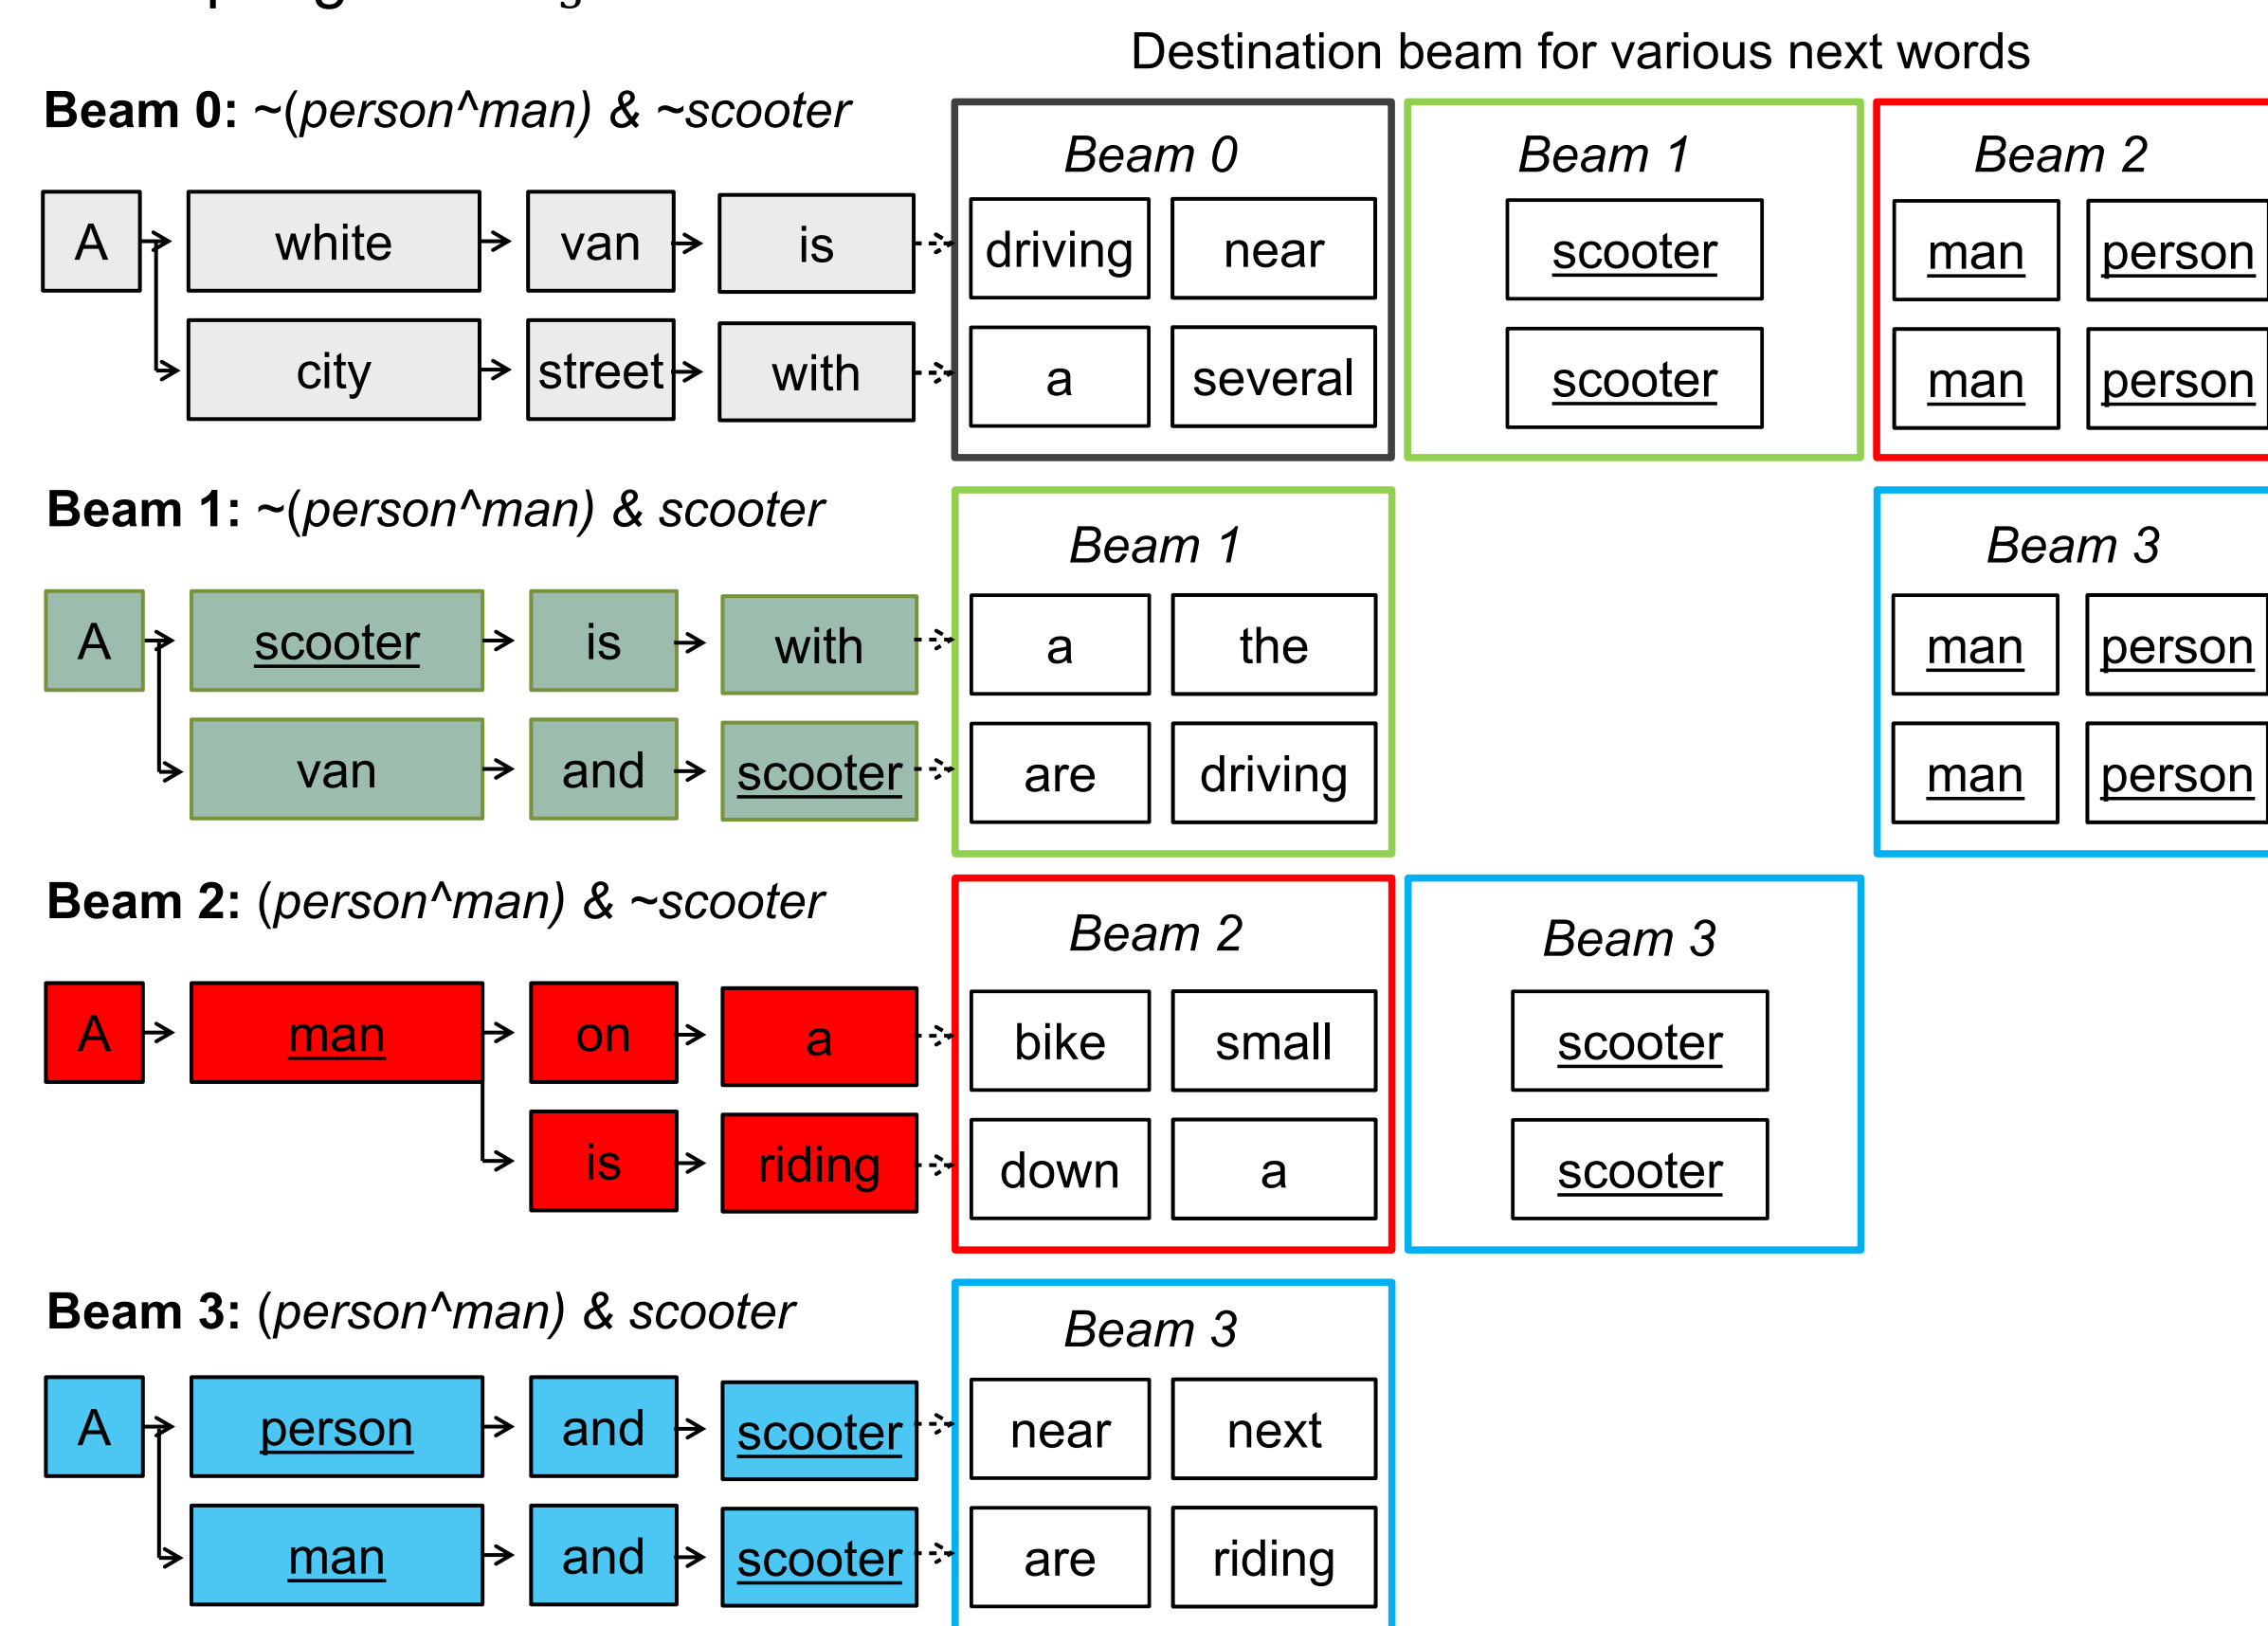 Destination beam for various next words
Beam 0: ~(person^man) & ~scooter
Beam 0 Beam 1 Beam 2
A white van is driving near scooter man person
city street with a several scooter man person
Beam 1: ~(person^man) & scooter
Beam 1 Beam 3
A scooter is with a the man person
van and scooter are driving man person
Beam 2: (person^man) & ~scooter
Beam 2 Beam 3
A man on a bike small scooter
is riding down a scooter
Beam 3: (person^man) & scooter
Beam 3
A person and scooter near next
man and scooter are riding